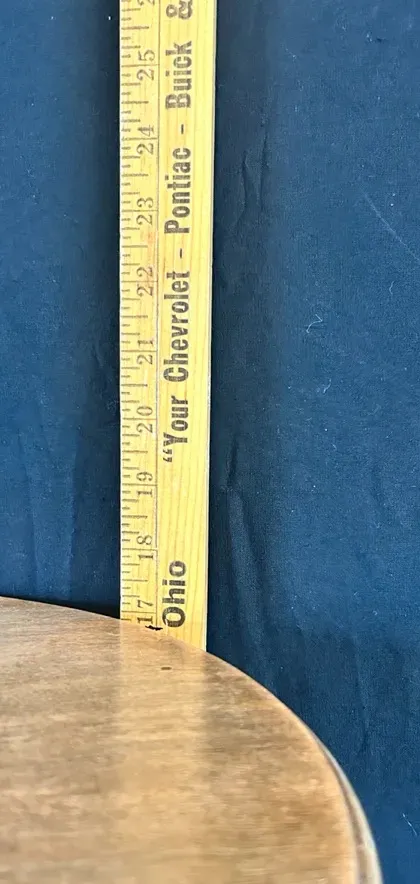 17 18 19 20 21 22 23 24 25
Ohio "Your Chevrolet - Pontiac - Buick &